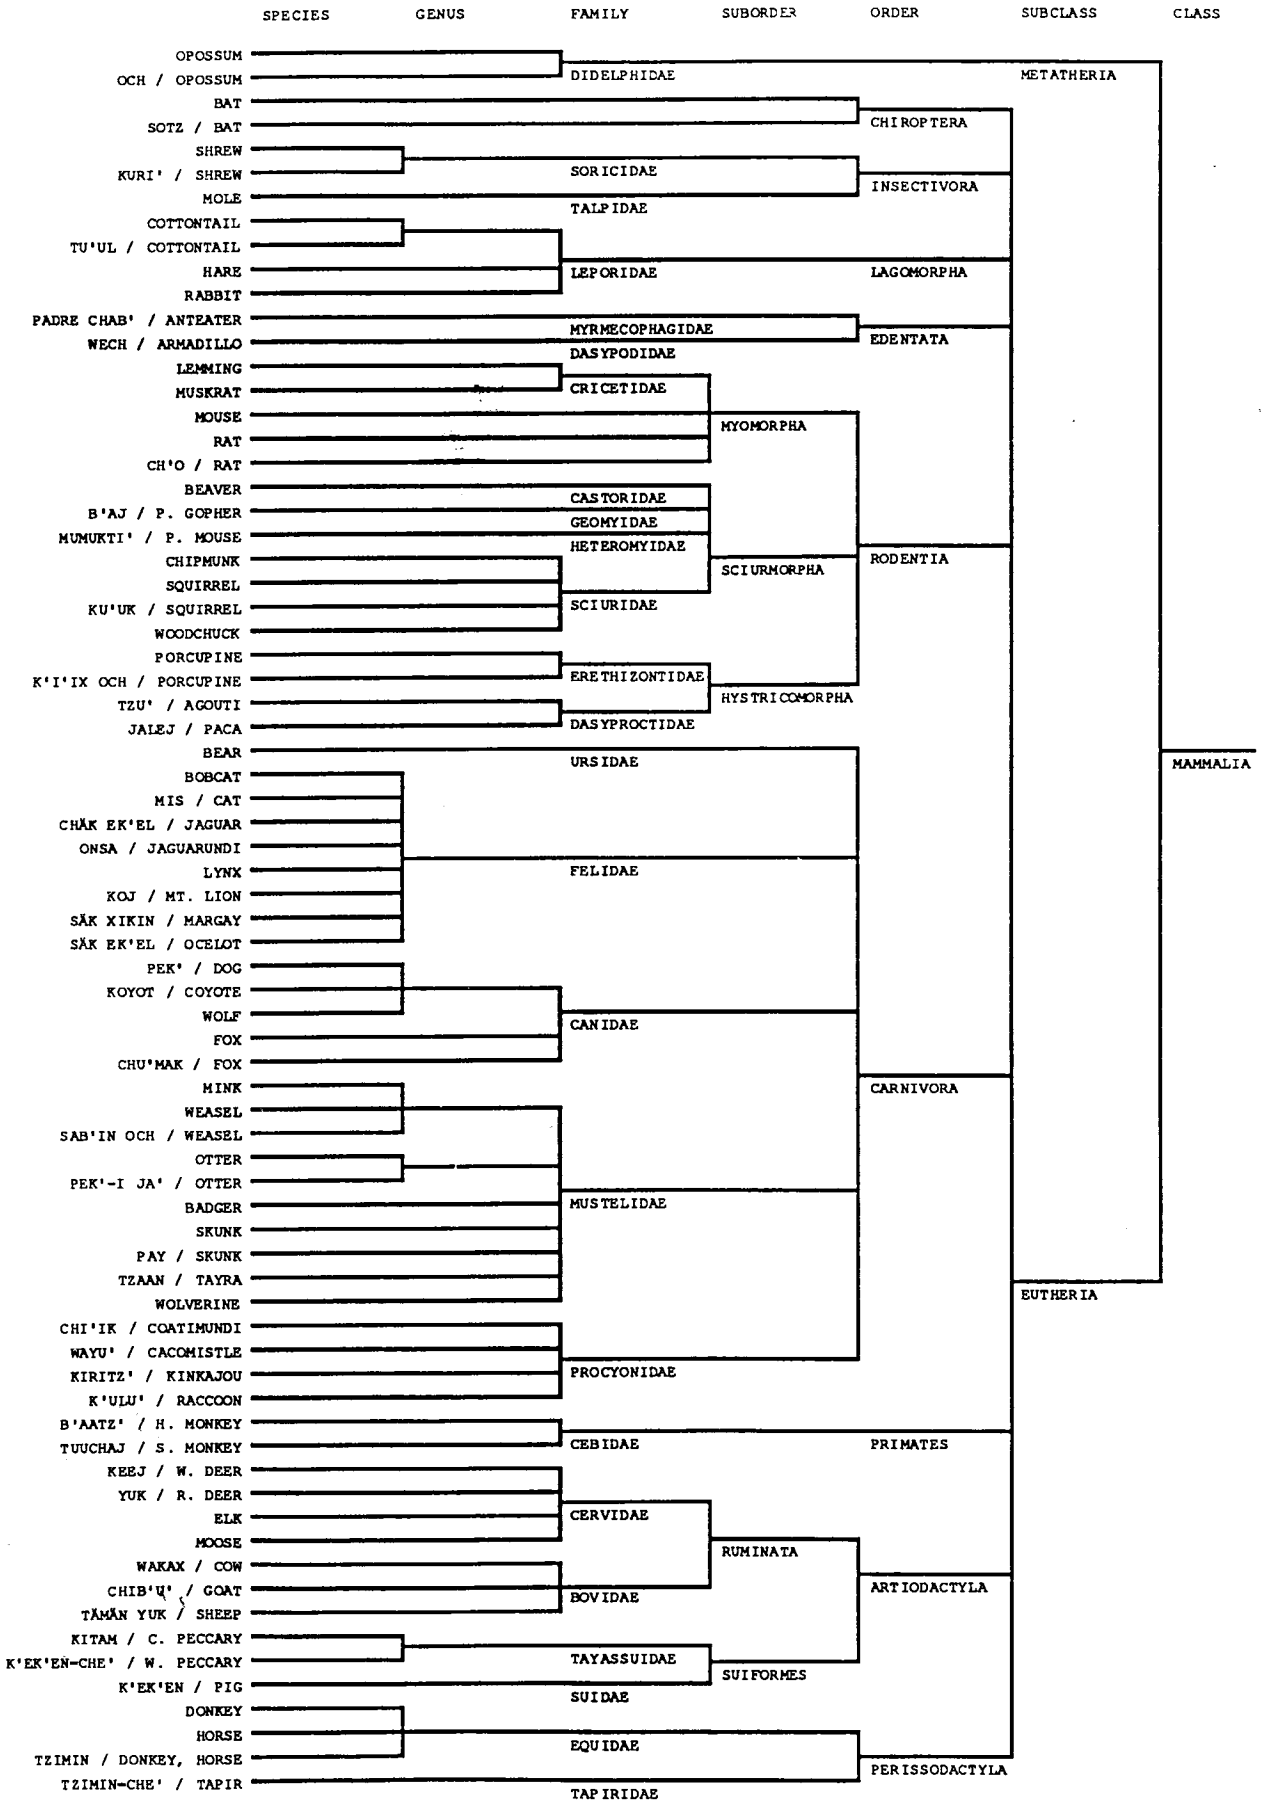 SPECIES GENUS FAMILY SUBORDER ORDER SUBCLASS CLASS
OPOSSUM
OCH / OPOSSUM DIDELPHIDAE METATHERIA
BAT
SOTZ / BAT CHIROPTERA
SHREW
KURI' / SHREW SORICIDAE INSECTIVORA
MOLE TALPIDAE
COTTONTAIL
TU'UL / COTTONTAIL
HARE LEPORIDAE LAGOMORPHA
RABBIT
PADRE CHAB' / ANTEATER MYRMECOPHAGIDAE EDENTATA
WECH / ARMADILLO DASYPODIDAE
LEMMING
MUSKRAT CRICETIDAE
MOUSE MYOMORPHA
RAT
CH'O / RAT
BEAVER CASTORIDAE
B'AJ / P. GOPHER GEOMYIDAE
MUMUKTI' / P. MOUSE HETEROMYIDAE
CHIPMUNK SCIURMORPHA RODENTIA
SQUIRREL
KU'UK / SQUIRREL SCIURIDAE
WOODCHUCK
PORCUPINE
K'I'IX OCH / PORCUPINE ERETHIZONTIDAE
TZU' / AGOUTI HYSTRICOMORPHA
JALEJ / PACA DASYPROCTIDAE
BEAR URSIDAE MAMMALIA
BOBCAT
MIS / CAT
CHÄK EK'EL / JAGUAR
ONSA / JAGUARUNDI
LYNX FELIDAE
KOJ / MT. LION
SÄK XIKIN / MARGAY
SÄK EK'EL / OCELOT
PEK' / DOG
KOYOT / COYOTE
WOLF CANIDAE
FOX
CHU'MAK / FOX
MINK CARNIVORA
WEASEL
SAB'IN OCH / WEASEL
OTTER
PEK'-I JA' / OTTER
BADGER MUSTELIDAE
SKUNK
PAY / SKUNK
TZAAN / TAYRA
WOLVERINE EUTHERIA
CHI'IK / COATIMUNDI
WAYU' / CACOMISTLE
KIRITZ' / KINKAJOU PROCYONIDAE
K'ULU' / RACCOON
B'AATZ' / H. MONKEY
TUUCHAJ / S. MONKEY CEBIDAE PRIMATES
KEEJ / W. DEER
YUK / R. DEER
ELK CERVIDAE
MOOSE RUMINATA
WAKAX / COW
CHIB'U' / GOAT BOVIDAE ARTIODACTYLA
TÄMÄN YUK / SHEEP
KITAM / C. PECCARY
K'EK'EN-CHE' / W. PECCARY TAYASSUIDAE SUIFORMES
K'EK'EN / PIG SUIDAE
DONKEY
HORSE EQUIDAE
TZIMIN / DONKEY, HORSE PERISSODACTYLA
TZIMIN-CHE' / TAPIR TAPIRIDAE